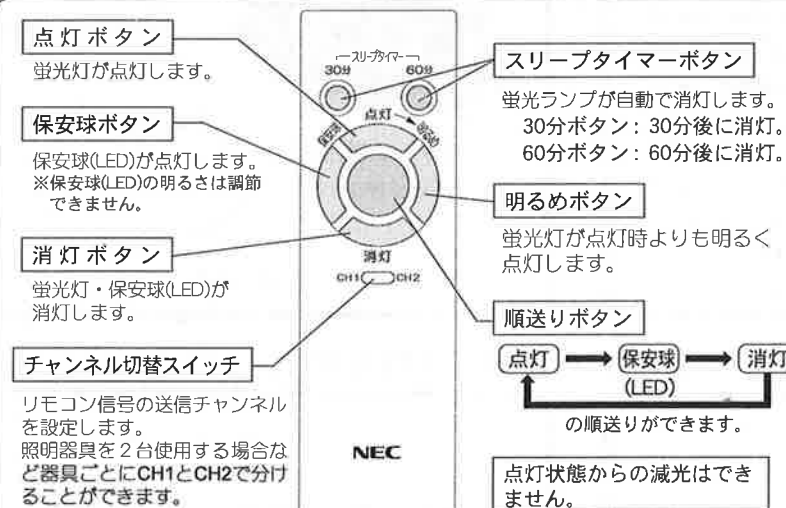 点灯ボタン
蛍光灯が点灯します。
保安球ボタン
保安球(LED)が点灯します。
※保安球(LED)の明るさは調節
できません。
消灯ボタン
蛍光灯・保安球(LED)が
消灯します。
チャンネル切替スイッチ
リモコン信号の送信チャンネル
を設定します。
照明器具を2台使用する場合な
ど器具ごとにCH1とCH2で分け
ることができます。
スリープタイマー
30分 60分
点灯
保安球 明るめ
消灯
CH1 CH2
NEC
スリープタイマーボタン
蛍光ランプが自動で消灯します。
30分ボタン：30分後に消灯。
60分ボタン：60分後に消灯。
明るめボタン
蛍光灯が点灯時よりも明るく
点灯します。
順送りボタン
点灯 → 保安球 → 消灯
(LED)
の順送りができます。
点灯状態からの減光はでき
ません。